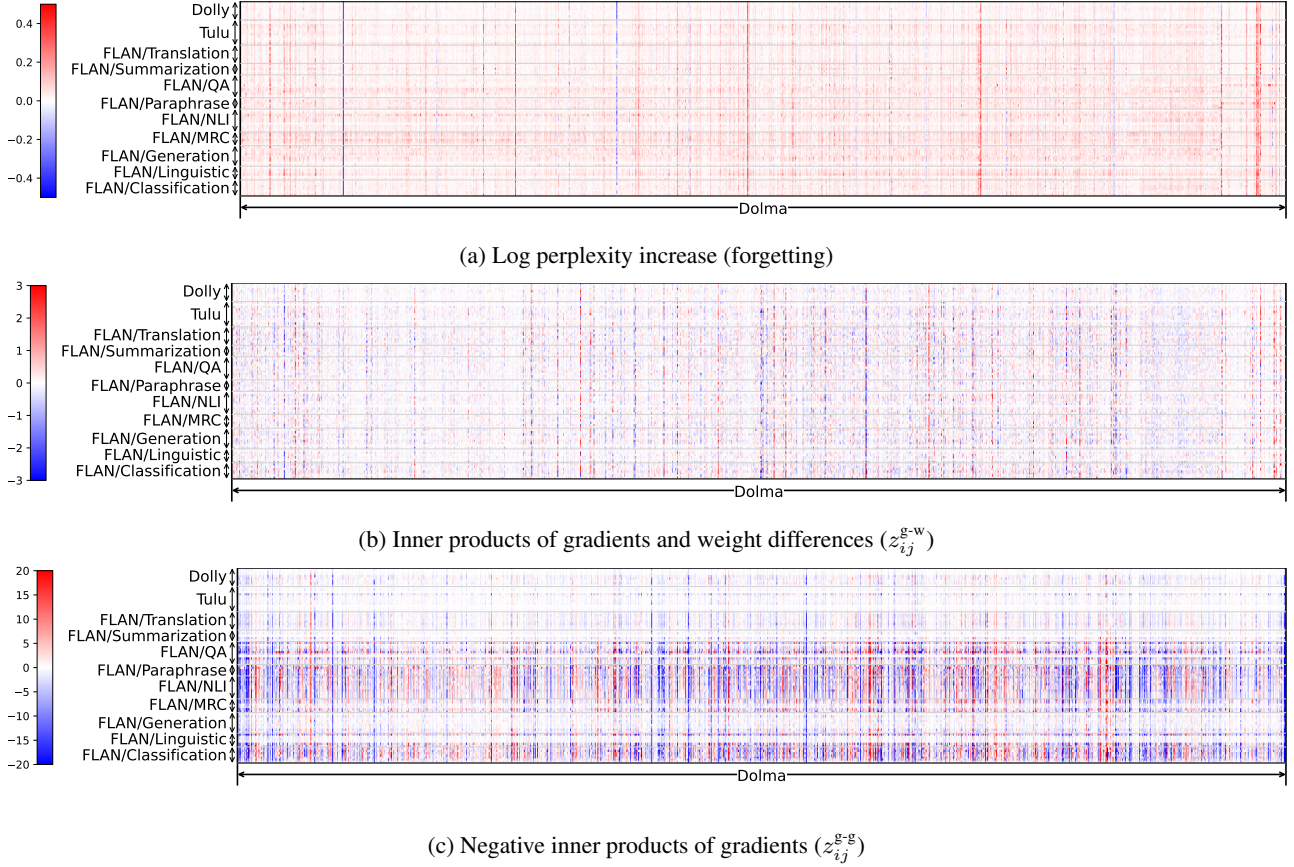 0.4
0.2
0.0
−0.2
−0.4
Dolly
Tulu
FLAN/Translation
FLAN/Summarization
FLAN/QA
FLAN/Paraphrase
FLAN/NLI
FLAN/MRC
FLAN/Generation
FLAN/Linguistic
FLAN/Classification
Dolma
(a) Log perplexity increase (forgetting)
3
2
1
0
−1
−2
−3
Dolly
Tulu
FLAN/Translation
FLAN/Summarization
FLAN/QA
FLAN/Paraphrase
FLAN/NLI
FLAN/MRC
FLAN/Generation
FLAN/Linguistic
FLAN/Classification
Dolma
(b) Inner products of gradients and weight differences (z_{ij}^{g-w})
20
15
10
5
0
−5
−10
−15
−20
Dolly
Tulu
FLAN/Translation
FLAN/Summarization
FLAN/QA
FLAN/Paraphrase
FLAN/NLI
FLAN/MRC
FLAN/Generation
FLAN/Linguistic
FLAN/Classification
Dolma
(c) Negative inner products of gradients (z_{ij}^{g-g})